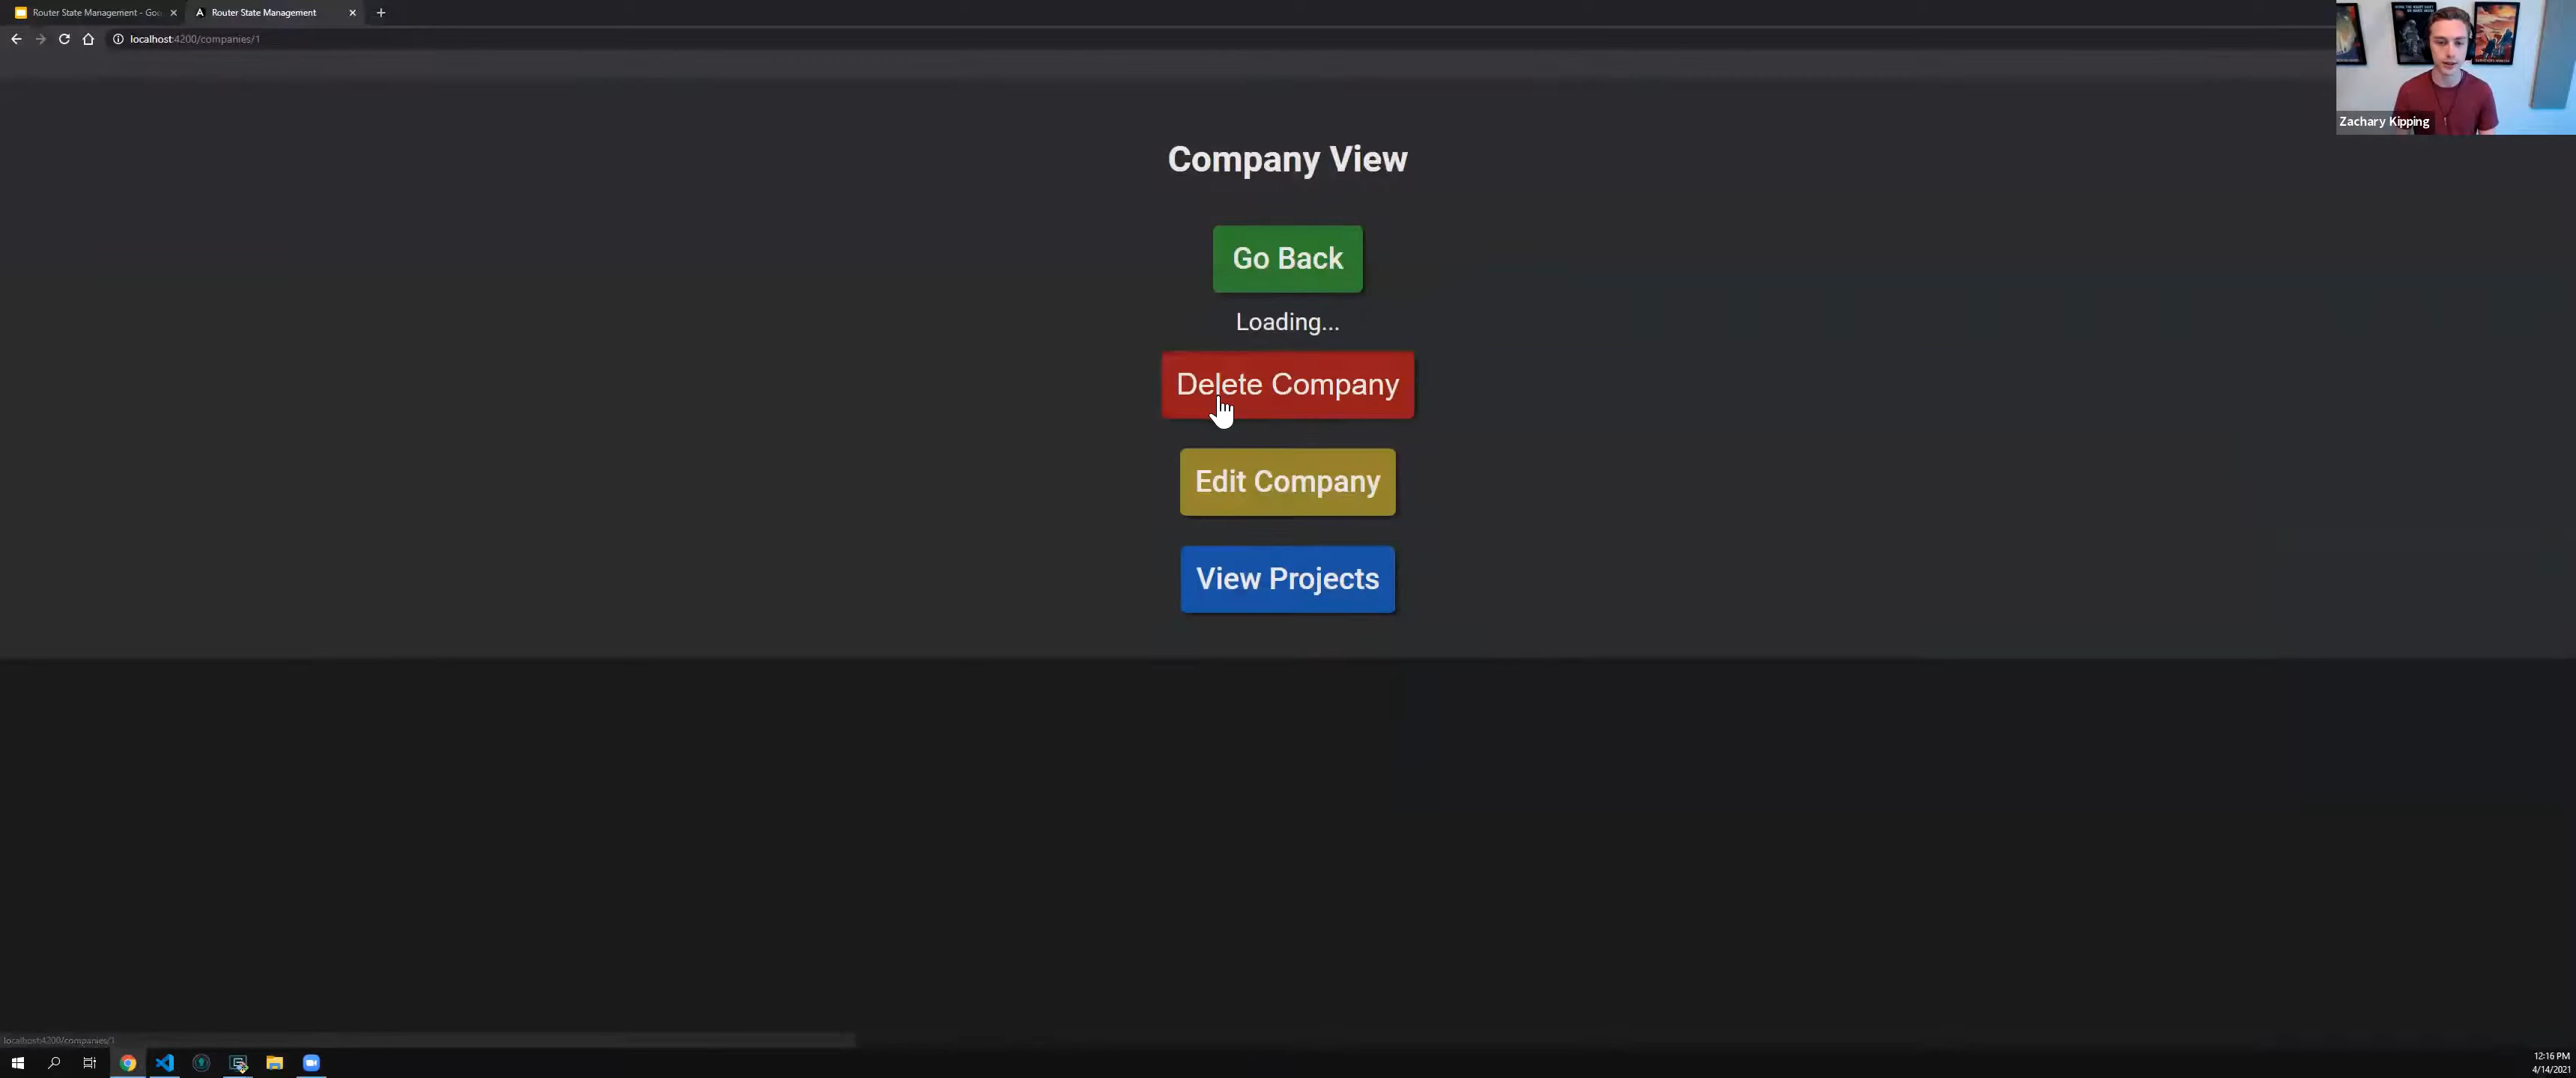 Router State Management - Goo
Router State Management
localhost:4200/companies/1
Zachary Kipping
Company View
Go Back
Loading...
Delete Company
Edit Company
View Projects
localhost:4200/companies/1
12:16 PM
4/14/2021